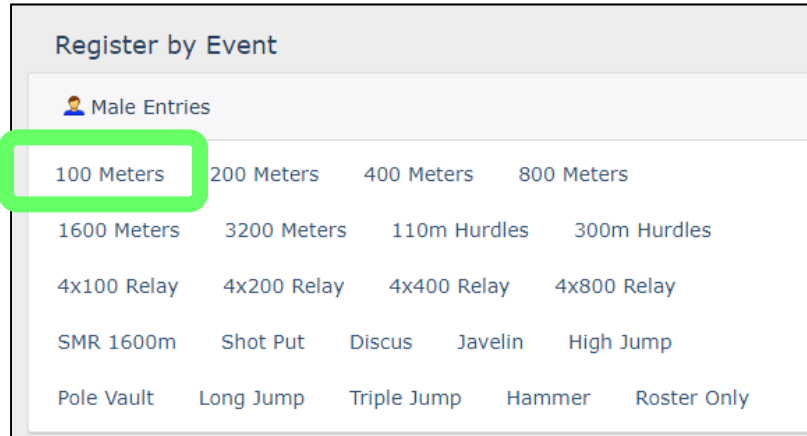 Register by Event
Male Entries
100 Meters 200 Meters 400 Meters 800 Meters
1600 Meters 3200 Meters 110m Hurdles 300m Hurdles
4x100 Relay 4x200 Relay 4x400 Relay 4x800 Relay
SMR 1600m Shot Put Discus Javelin High Jump
Pole Vault Long Jump Triple Jump Hammer Roster Only